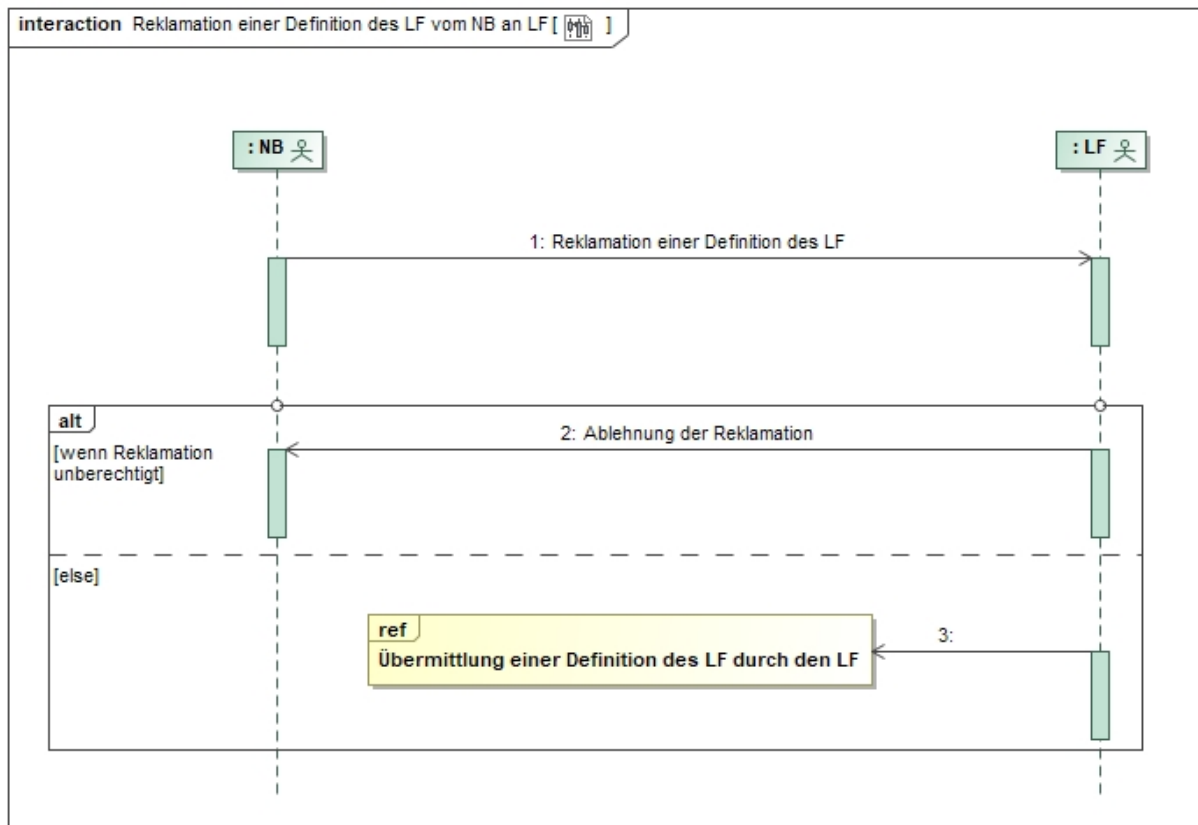 interaction Reklamation einer Definition des LF vom NB an LF [ ]
: NB
: LF
1: Reklamation einer Definition des LF
alt
2: Ablehnung der Reklamation
[wenn Reklamation
unberechtigt]
[else]
ref
3:
Übermittlung einer Definition des LF durch den LF